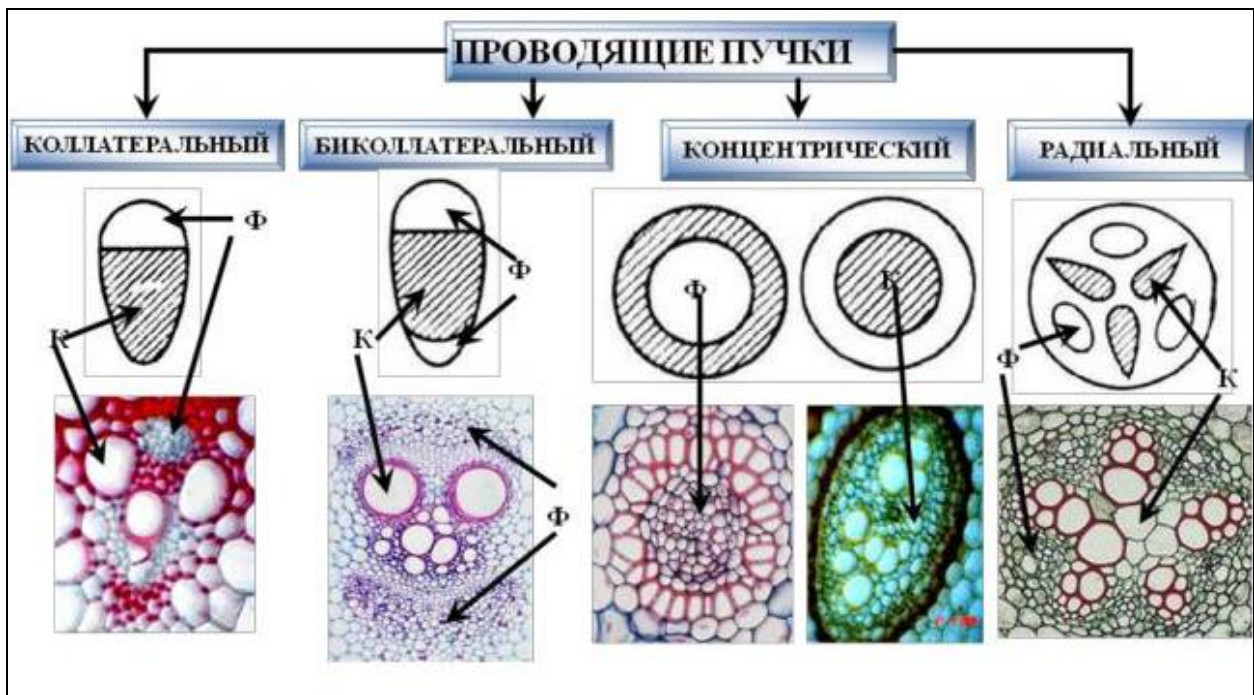 ПРОВОДЯЩИЕ ПУЧКИ
КОЛЛАТЕРАЛЬНЫЙ
БИКОЛЛАТЕРАЛЬНЫЙ
КОНЦЕНТРИЧЕСКИЙ
РАДИАЛЬНЫЙ
Ф
К
Ф
К
Ф
К
Ф
К
Ф